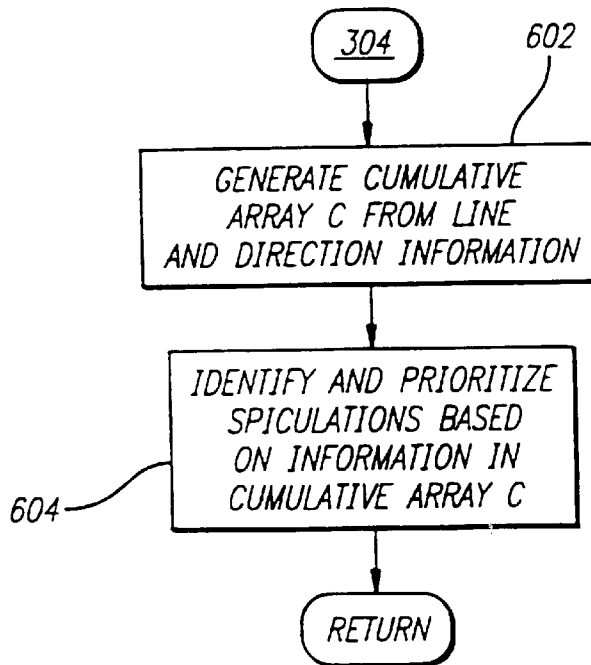 304
602
GENERATE CUMULATIVE
ARRAY C FROM LINE
AND DIRECTION INFORMATION
IDENTIFY AND PRIORITIZE
SPICULATIONS BASED
ON INFORMATION IN
CUMULATIVE ARRAY C
604
RETURN